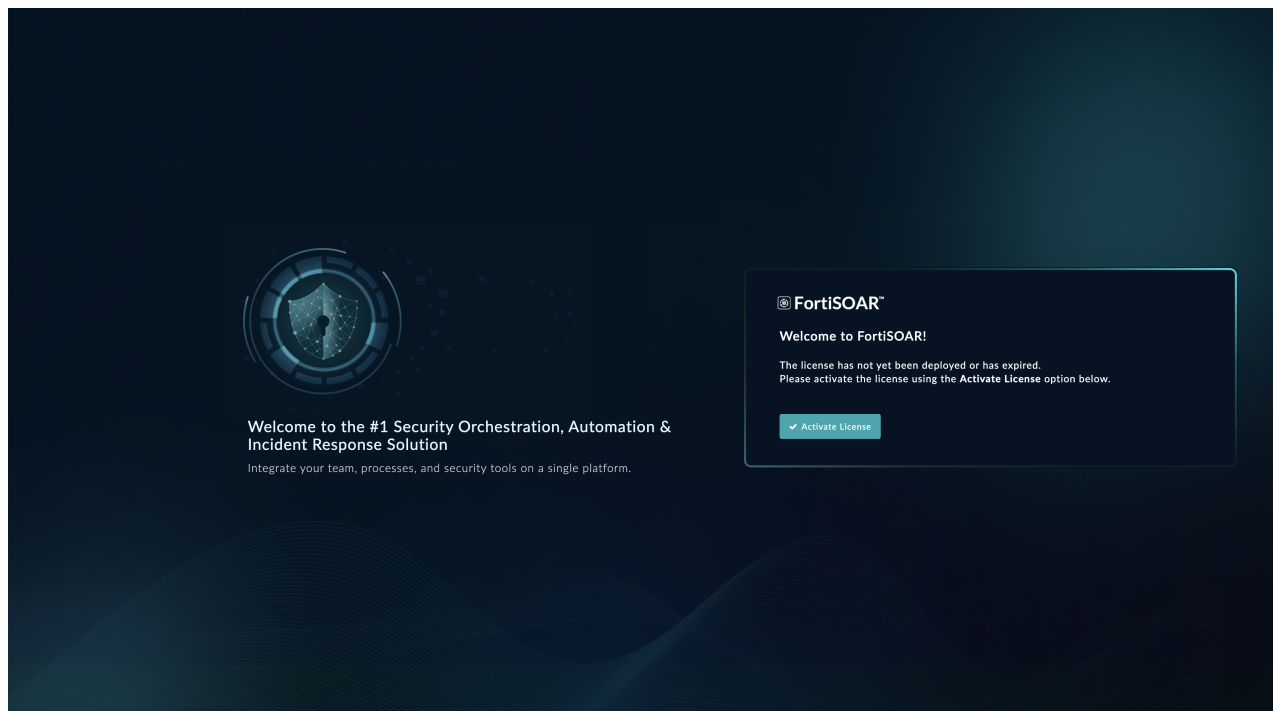 Welcome to the #1 Security Orchestration, Automation &
Incident Response Solution
Integrate your team, processes, and security tools on a single platform.
FortiSOAR™
Welcome to FortiSOAR!
The license has not yet been deployed or has expired.
Please activate the license using the Activate License option below.
Activate License